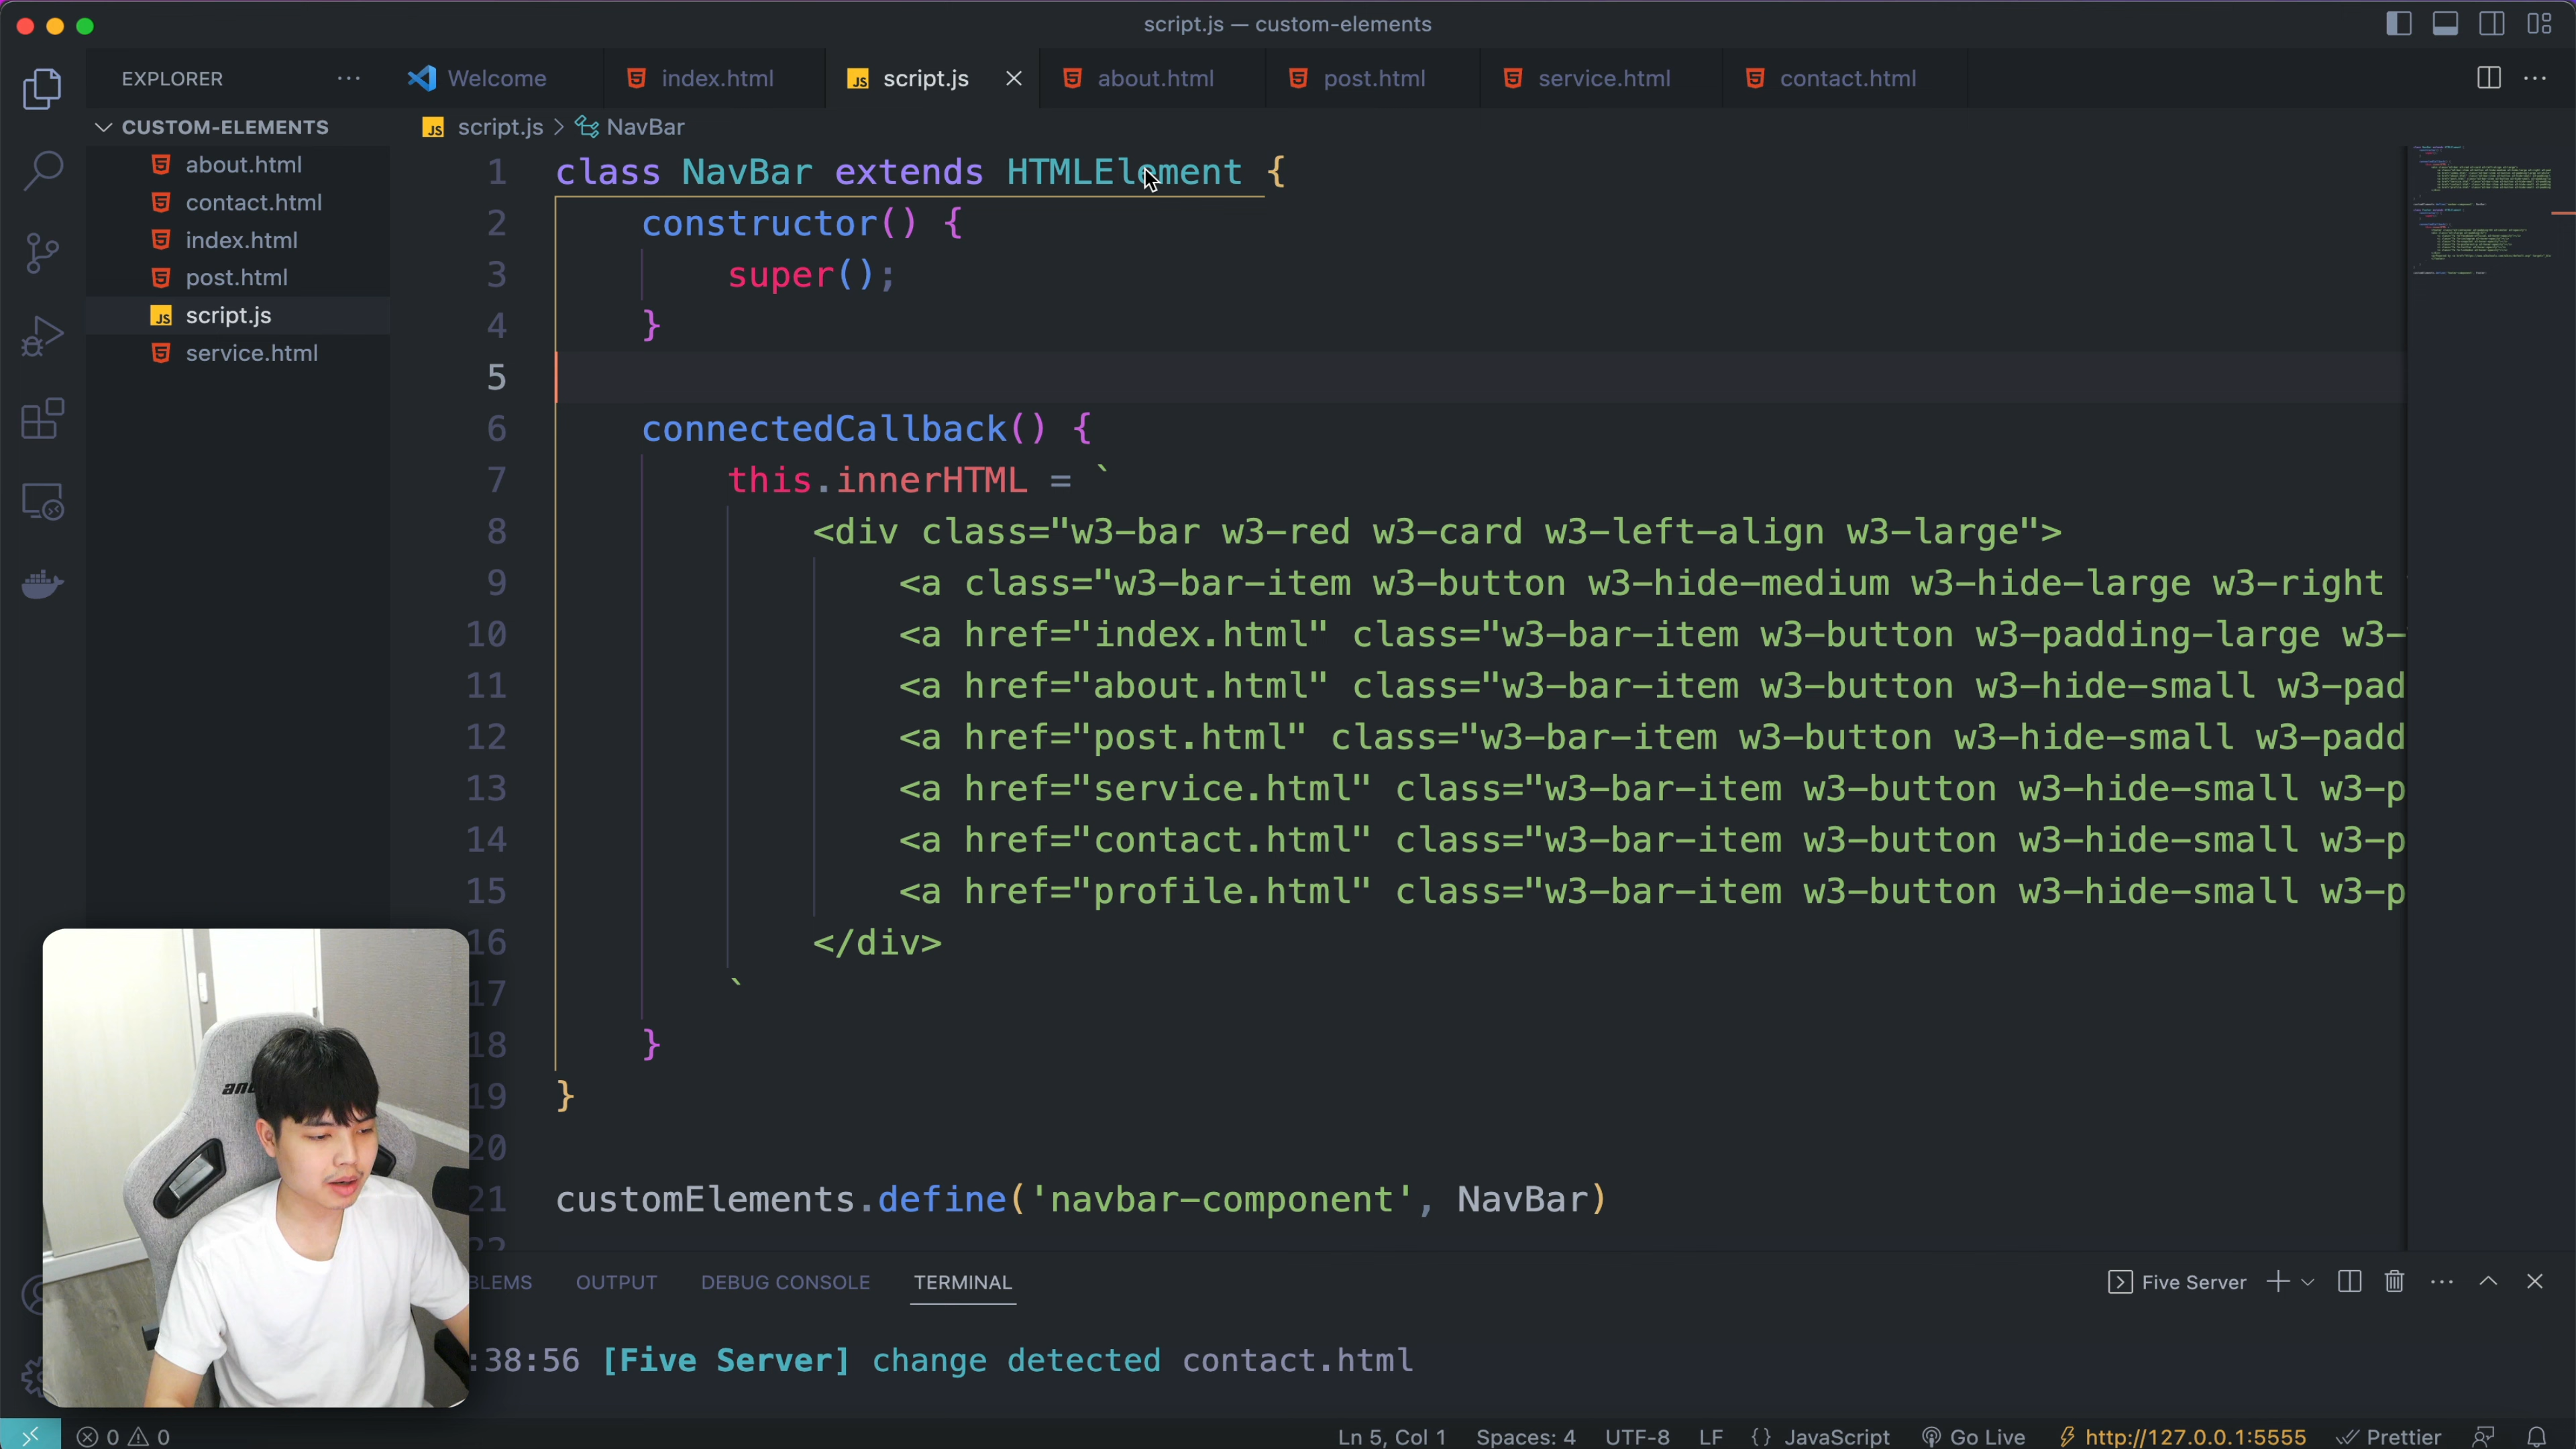 script.js — custom-elements
EXPLORER
Welcome
index.html
script.js
about.html
post.html
service.html
contact.html
CUSTOM-ELEMENTS
about.html
contact.html
index.html
post.html
script.js
service.html
script.js > NavBar
1 class NavBar extends HTMLElement {
2 constructor() {
3 super();
4 }
5
6 connectedCallback() {
7 this.innerHTML = `
8 <div class="w3-bar w3-red w3-card w3-left-align w3-large">
9 <a class="w3-bar-item w3-button w3-hide-medium w3-hide-large w3-right
10 <a href="index.html" class="w3-bar-item w3-button w3-padding-large w3-
11 <a href="about.html" class="w3-bar-item w3-button w3-hide-small w3-pad
12 <a href="post.html" class="w3-bar-item w3-button w3-hide-small w3-padd
13 <a href="service.html" class="w3-bar-item w3-button w3-hide-small w3-p
14 <a href="contact.html" class="w3-bar-item w3-button w3-hide-small w3-p
15 <a href="profile.html" class="w3-bar-item w3-button w3-hide-small w3-p
16 </div>
17 `
18 }
19 }
20
21 customElements.define('navbar-component', NavBar)
22
BLEMS
OUTPUT
DEBUG CONSOLE
TERMINAL
Five Server
:38:56 [Five Server] change detected contact.html
0 0
Ln 5, Col 1
Spaces: 4
UTF-8
LF
{} JavaScript
Go Live
http://127.0.0.1:5555
Prettier